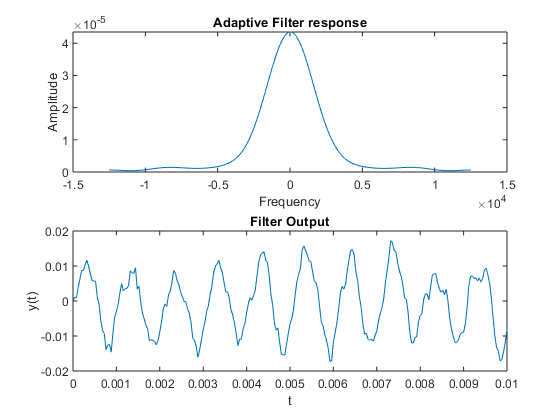 Adaptive Filter response
×10^-5
4
3
2
1
0
Amplitude
-1.5 -1 -0.5 0 0.5 1 1.5
Frequency
×10^4
Filter Output
0.02
0.01
0
-0.01
-0.02
y(t)
0 0.001 0.002 0.003 0.004 0.005 0.006 0.007 0.008 0.009 0.01
t